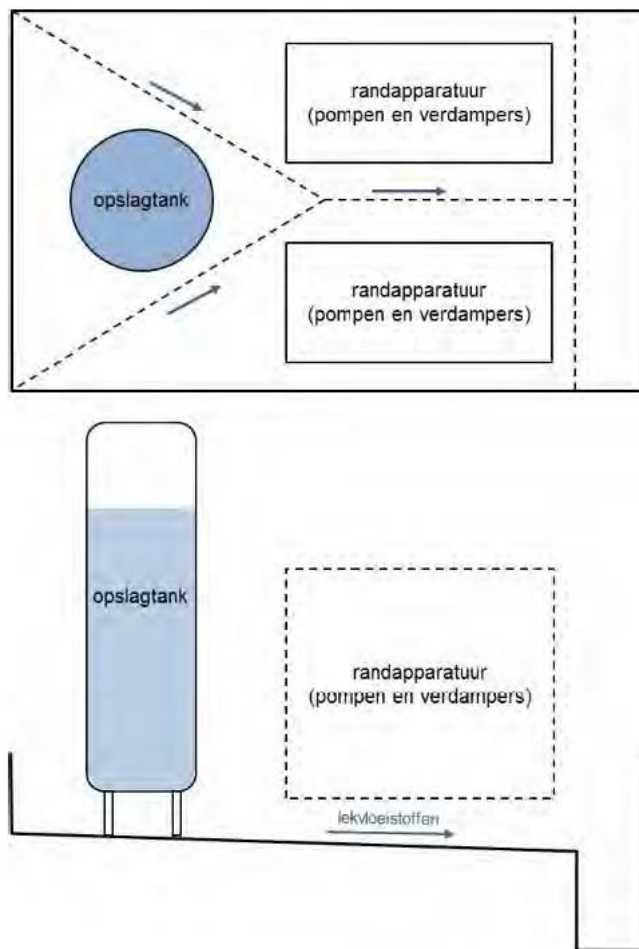 randapparatuur
(pompen en verdampers)
opslagtank
randapparatuur
(pompen en verdampers)
opslagtank
randapparatuur
(pompen en verdampers)
lekvloeistoffen